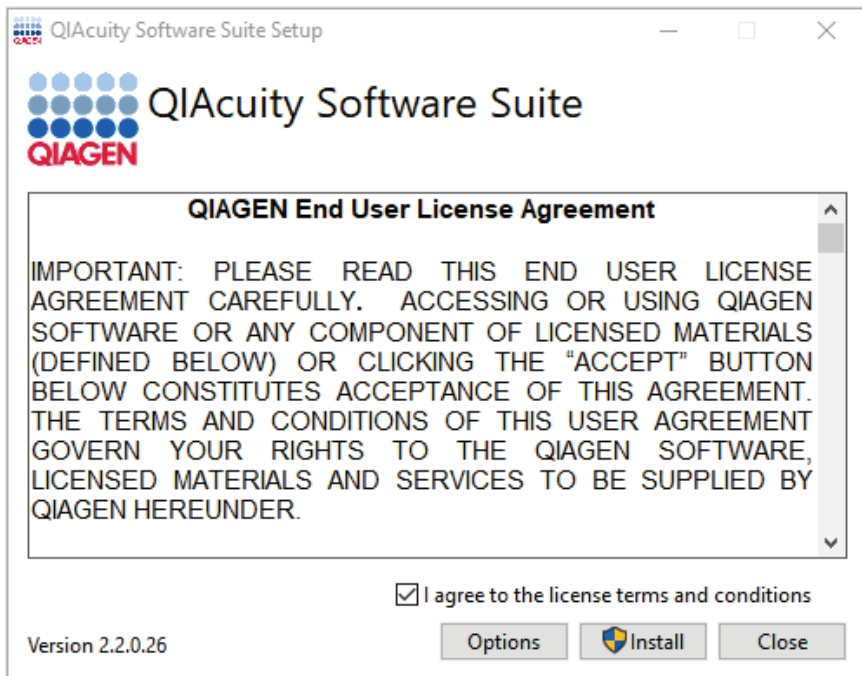 QIAcuity Software Suite Setup
QIAcuity Software Suite
QIAGEN
QIAGEN End User License Agreement
IMPORTANT: PLEASE READ THIS END USER LICENSE
AGREEMENT CAREFULLY. ACCESSING OR USING QIAGEN
SOFTWARE OR ANY COMPONENT OF LICENSED MATERIALS
(DEFINED BELOW) OR CLICKING THE “ACCEPT” BUTTON
BELOW CONSTITUTES ACCEPTANCE OF THIS AGREEMENT.
THE TERMS AND CONDITIONS OF THIS USER AGREEMENT
GOVERN YOUR RIGHTS TO THE QIAGEN SOFTWARE,
LICENSED MATERIALS AND SERVICES TO BE SUPPLIED BY
QIAGEN HEREUNDER.
I agree to the license terms and conditions
Version 2.2.0.26
Options
Install
Close